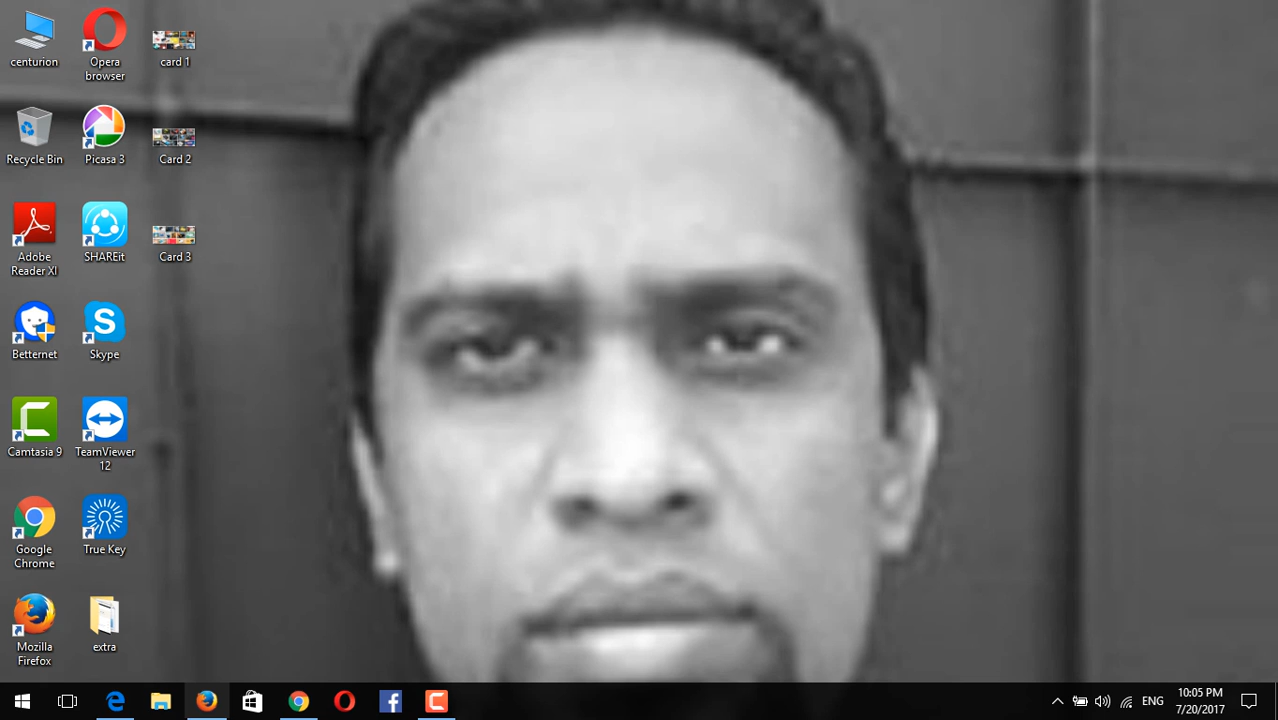 centurion
Opera
browser
card 1
Recycle Bin
Picasa 3
Card 2
Adobe
Reader XI
SHAREit
Card 3
Betternet
Skype
Camtasia 9
TeamViewer
12
Google
Chrome
True Key
Mozilla
Firefox
extra
ENG
10:05 PM
7/20/2017